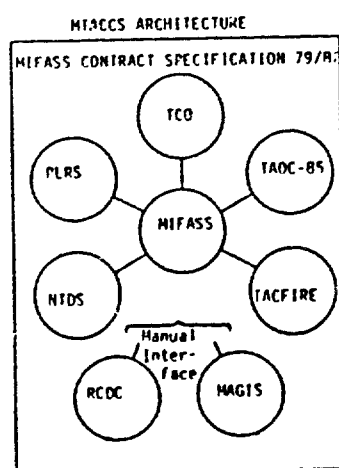 MTACCS ARCHITECTURE
MIFASS CONTRACT SPECIFICATION 79/82
TCO
PLRS
TAOC-85
MIFASS
NTDS
TACFIRE
Manual
Inter-
face
RCDC
MAGIS